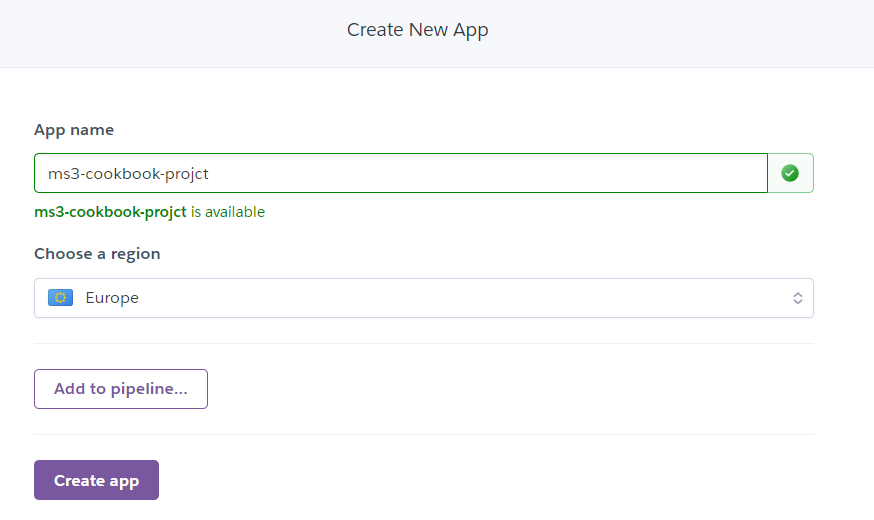 Create New App
App name
ms3-cookbook-projct
ms3-cookbook-projct is available
Choose a region
Europe
Add to pipeline...
Create app